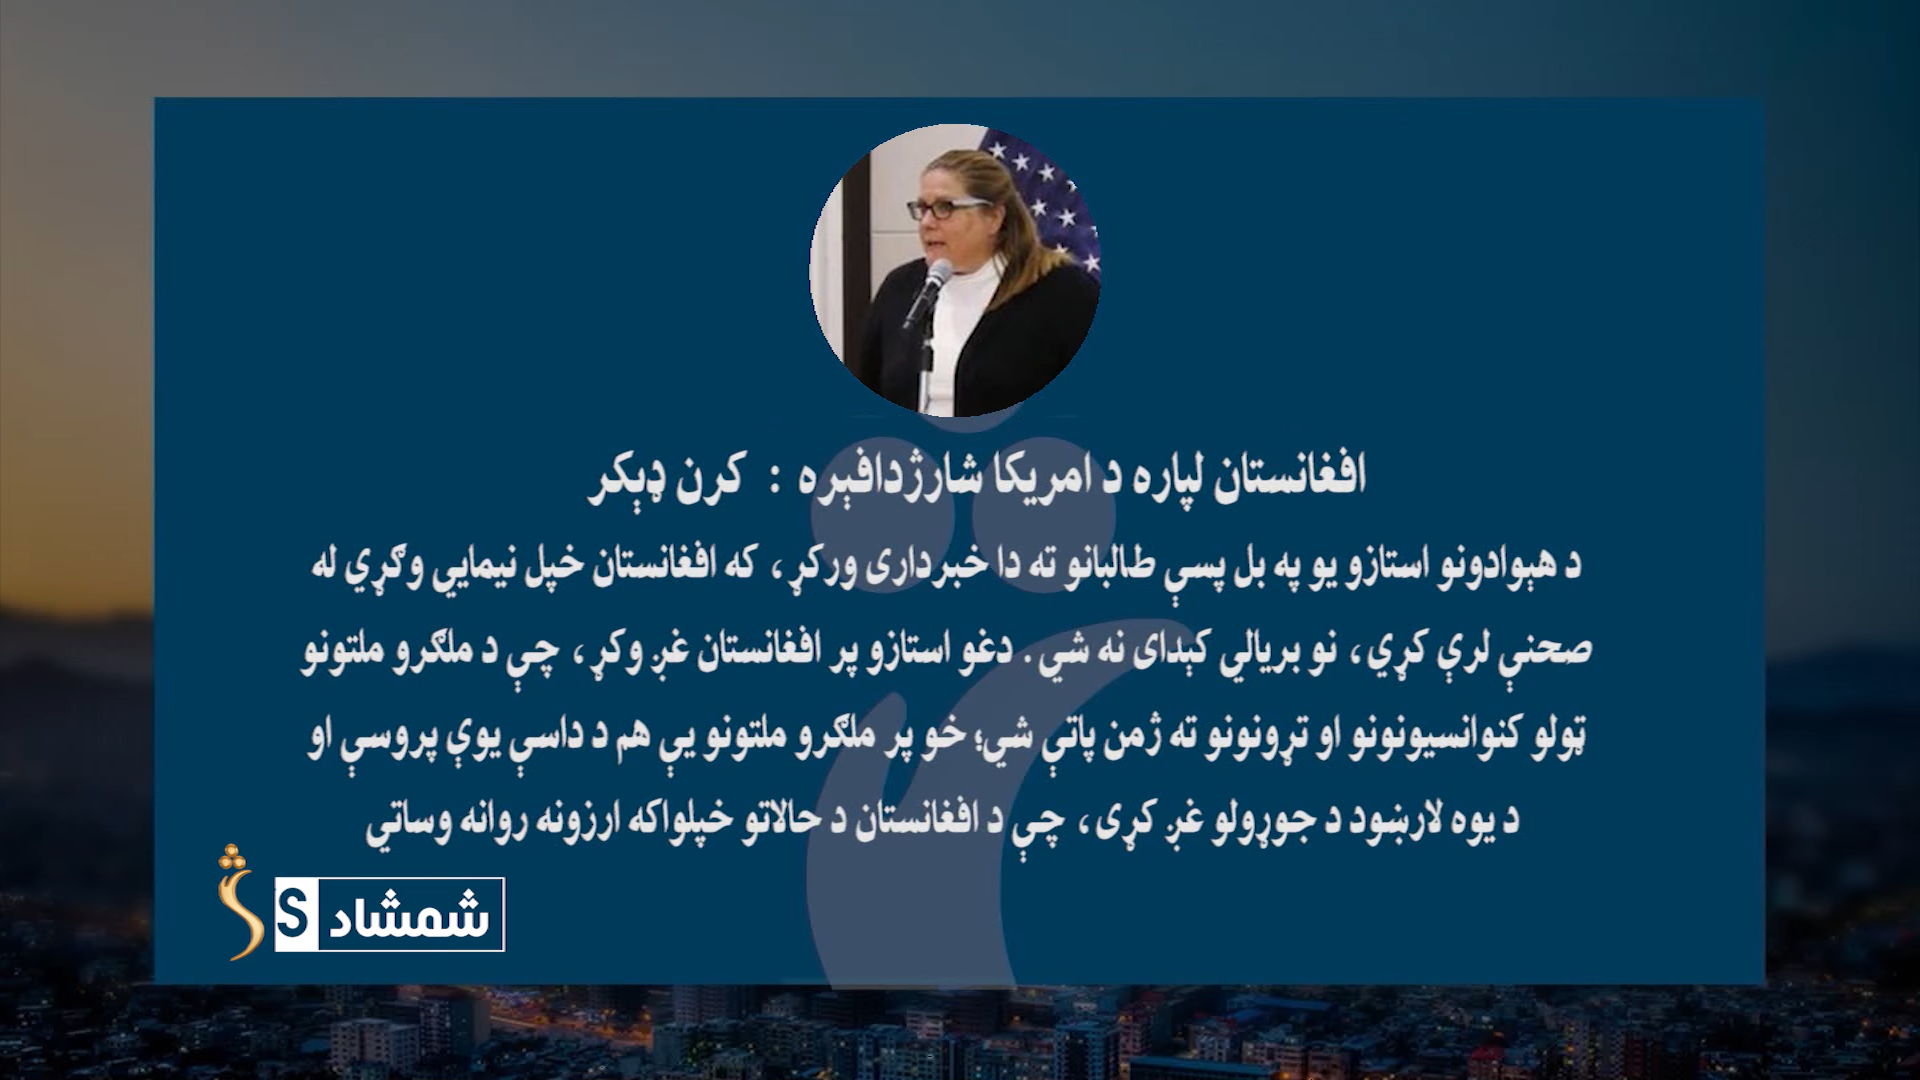 افغانستان لپاره د امریکا شارژدافېره : کرن ډېکر
د هېوادونو استازو یو په بل پسې طالبانو ته دا خبرداری ورکړ، که افغانستان خپل نیمایي وګړي له
صحنې لرې کړي، نو بریالي کېدای نه شي. دغو استازو پر افغانستان غږ وکړ، چې د ملګرو ملتونو
ټولو کنوانسیونونو او تړونونو ته ژمن پاتې شي؛ خو پر ملګرو ملتونو یې هم د داسې یوې پروسې او
د یوه لارښود د جوړولو غږ کړی، چې د افغانستان د حالاتو خپلواکه ارزونه روانه وساتي
شمشاد S